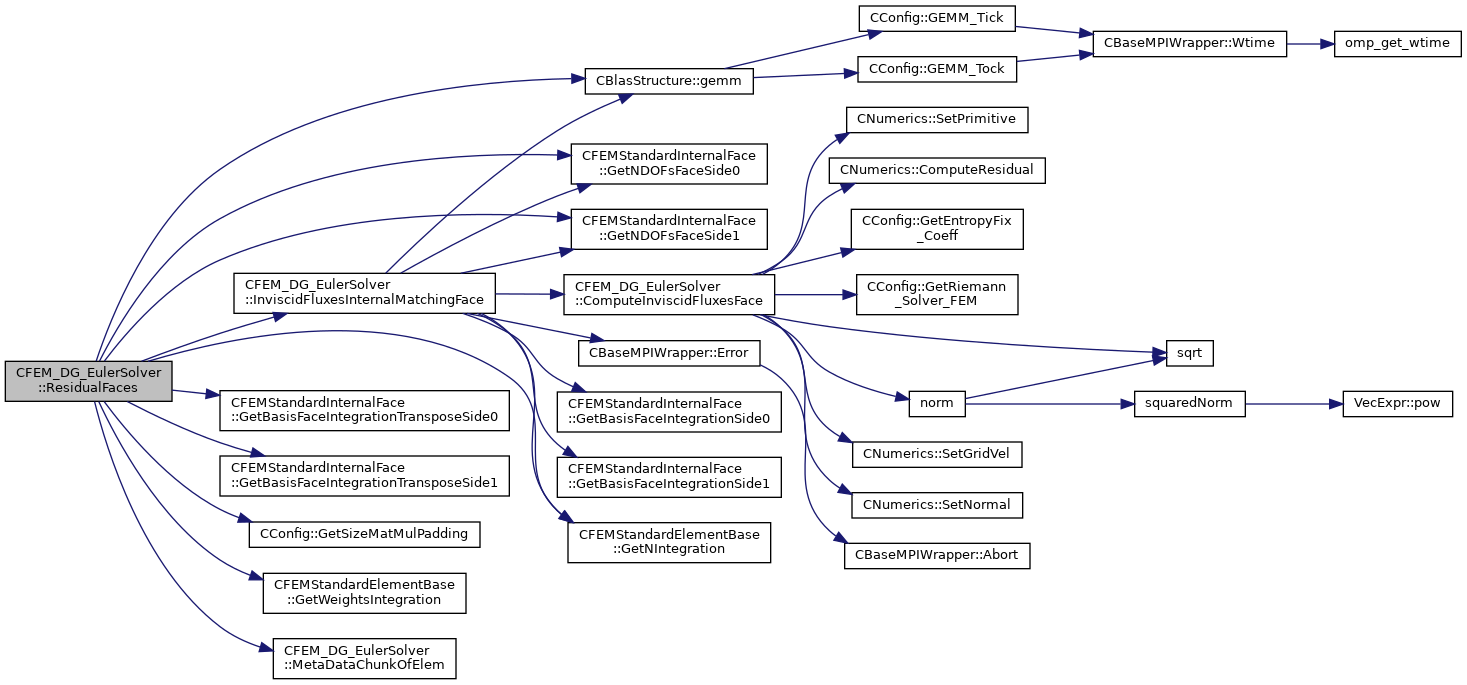 CFEM_DG_EulerSolver
::ResidualFaces
CBlasStructure::gemm
CConfig::GEMM_Tick
CBaseMPIWrapper::Wtime
omp_get_wtime
CConfig::GEMM_Tock
CFEMStandardInternalFace
::GetNDOFsFaceSide0
CFEMStandardInternalFace
::GetNDOFsFaceSide1
CFEM_DG_EulerSolver
::InviscidFluxesInternalMatchingFace
CFEM_DG_EulerSolver
::ComputeInviscidFluxesFace
CNumerics::SetPrimitive
CNumerics::ComputeResidual
CConfig::GetEntropyFix
_Coeff
CConfig::GetRiemann
_Solver_FEM
sqrt
norm
squaredNorm
VecExpr::pow
CNumerics::SetGridVel
CNumerics::SetNormal
CBaseMPIWrapper::Error
CBaseMPIWrapper::Abort
CFEMStandardInternalFace
::GetBasisFaceIntegrationSide0
CFEMStandardInternalFace
::GetBasisFaceIntegrationSide1
CFEMStandardElementBase
::GetNIntegration
CFEMStandardInternalFace
::GetBasisFaceIntegrationTransposeSide0
CFEMStandardInternalFace
::GetBasisFaceIntegrationTransposeSide1
CConfig::GetSizeMatMulPadding
CFEMStandardElementBase
::GetWeightsIntegration
CFEM_DG_EulerSolver
::MetaDataChunkOfElem